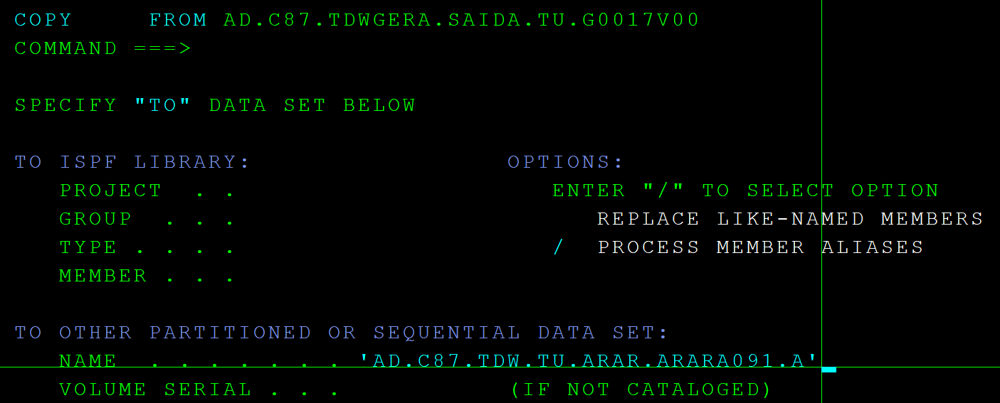 COPY FROM AD.C87.TDWGERA.SAIDA.TU.G0017V00
COMMAND ===>
SPECIFY "TO" DATA SET BELOW
TO ISPF LIBRARY: OPTIONS:
PROJECT . . ENTER "/" TO SELECT OPTION
GROUP . . . REPLACE LIKE-NAMED MEMBERS
TYPE . . . . / PROCESS MEMBER ALIASES
MEMBER . . .
TO OTHER PARTITIONED OR SEQUENTIAL DATA SET:
NAME . . . . . . . 'AD.C87.TDW.TU.ARAR.ARARA091.A'
VOLUME SERIAL . . . (IF NOT CATALOGED)